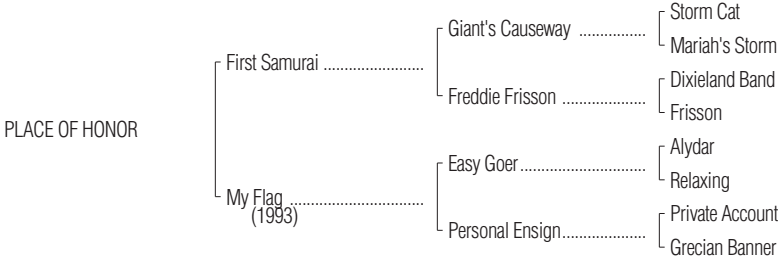 Storm Cat
Giant's Causeway ................
Mariah's Storm
First Samurai ........................
Dixieland Band
Freddie Frisson .....................
Frisson
PLACE OF HONOR
Alydar
Easy Goer................................
Relaxing
My Flag ..................................
(1993)
Private Account
Personal Ensign.....................
Grecian Banner